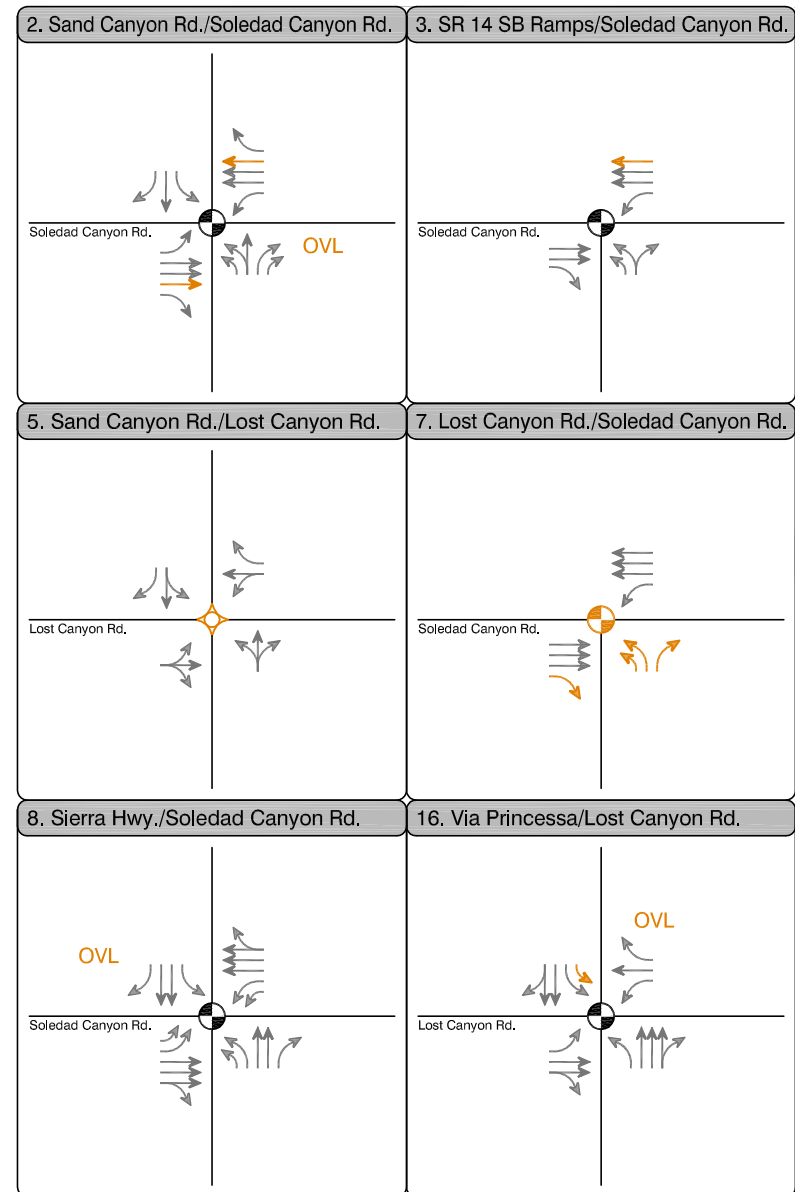 2. Sand Canyon Rd./Soledad Canyon Rd.
Soledad Canyon Rd.
OVL
3. SR 14 SB Ramps/Soledad Canyon Rd.
Soledad Canyon Rd.
5. Sand Canyon Rd./Lost Canyon Rd.
Lost Canyon Rd.
7. Lost Canyon Rd./Soledad Canyon Rd.
Soledad Canyon Rd.
8. Sierra Hwy./Soledad Canyon Rd.
OVL
Soledad Canyon Rd.
16. Via Princessa/Lost Canyon Rd.
OVL
Lost Canyon Rd.